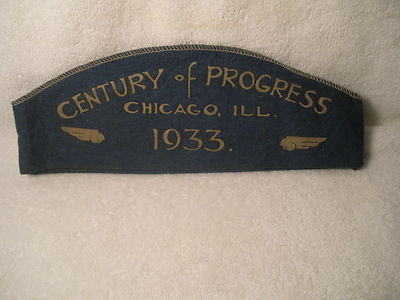 CENTURY of PROGRESS
CHICAGO, ILL.
1933.